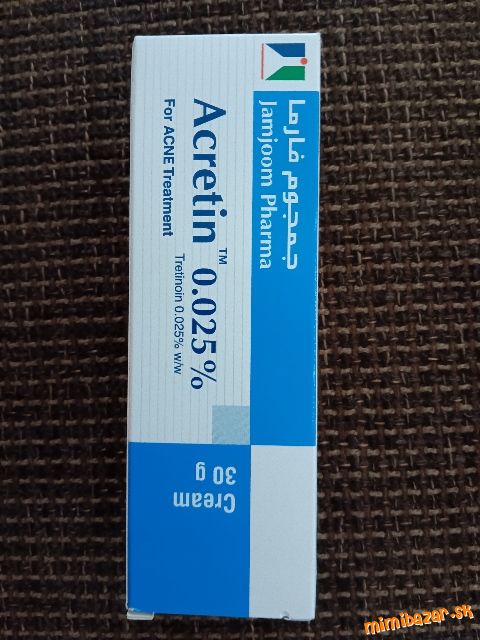 جمجوم فارما
Jamjoom Pharma
Acretin™ 0.025%
Tretinoin 0.025% w/w
For ACNE Treatment
Cream
30 g
mimibazar.sk